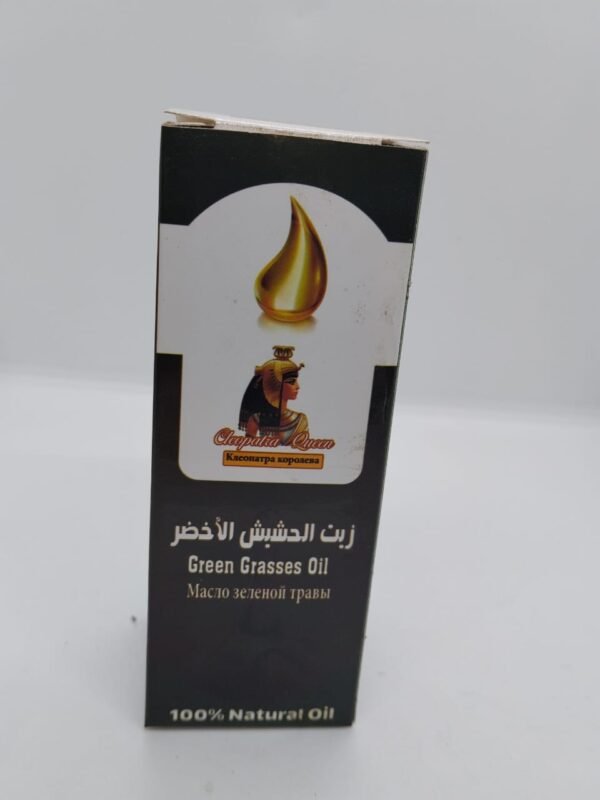 Cleopatra Queen
Клеопатра королева
زيت الحشيش الأخضر
Green Grasses Oil
Масло зеленой травы
100% Natural Oil